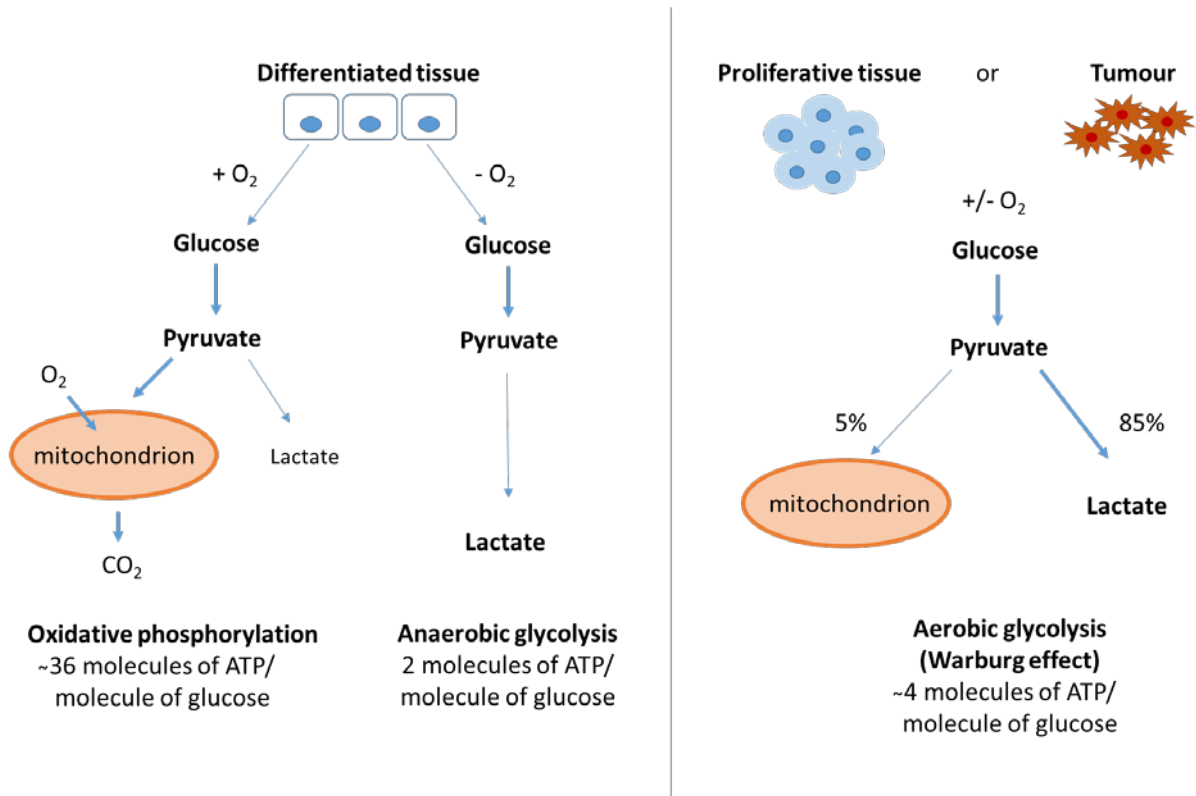 Differentiated tissue
+ O₂
- O₂
Glucose
Glucose
Pyruvate
Pyruvate
O₂
mitochondrion
Lactate
CO₂
Lactate
Oxidative phosphorylation
~36 molecules of ATP/
molecule of glucose
Anaerobic glycolysis
2 molecules of ATP/
molecule of glucose
Proliferative tissue
or
Tumour
+/- O₂
Glucose
Pyruvate
5%
85%
mitochondrion
Lactate
Aerobic glycolysis
(Warburg effect)
~4 molecules of ATP/
molecule of glucose